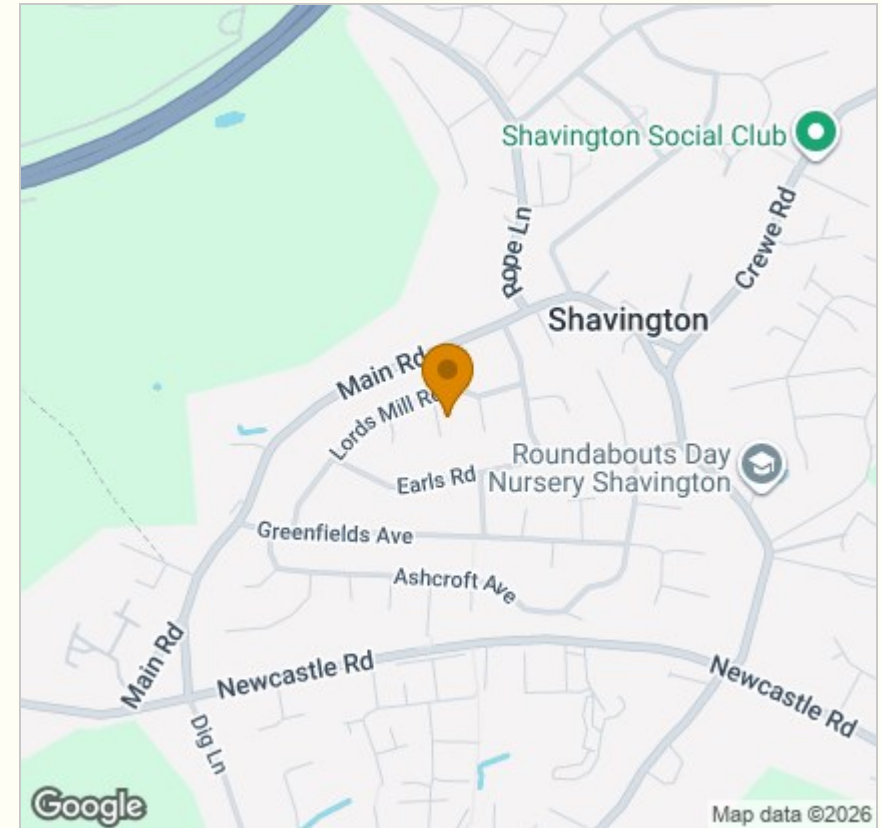 Shavington Social Club
Rope Ln
Crewe Rd
Shavington
Main Rd
Lords Mill Rd
Roundabouts Day
Nursery Shavington
Earls Rd
Greenfields Ave
Ashcroft Ave
Main Rd
Newcastle Rd
Newcastle Rd
Dig Ln
Google
Map data ©2026